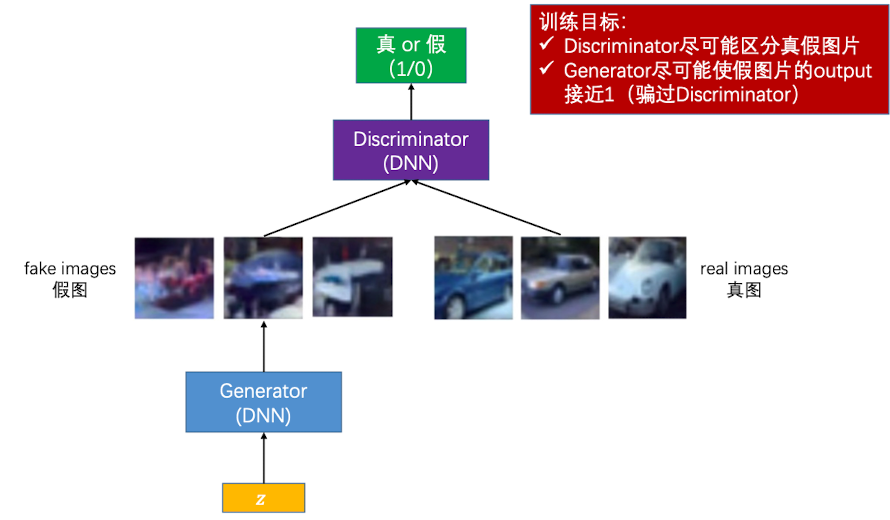 训练目标:
✓ Discriminator尽可能区分真假图片
✓ Generator尽可能使假图片的output
接近1（骗过Discriminator）
真 or 假
(1/0)
Discriminator
(DNN)
fake images
假图
real images
真图
Generator
(DNN)
z